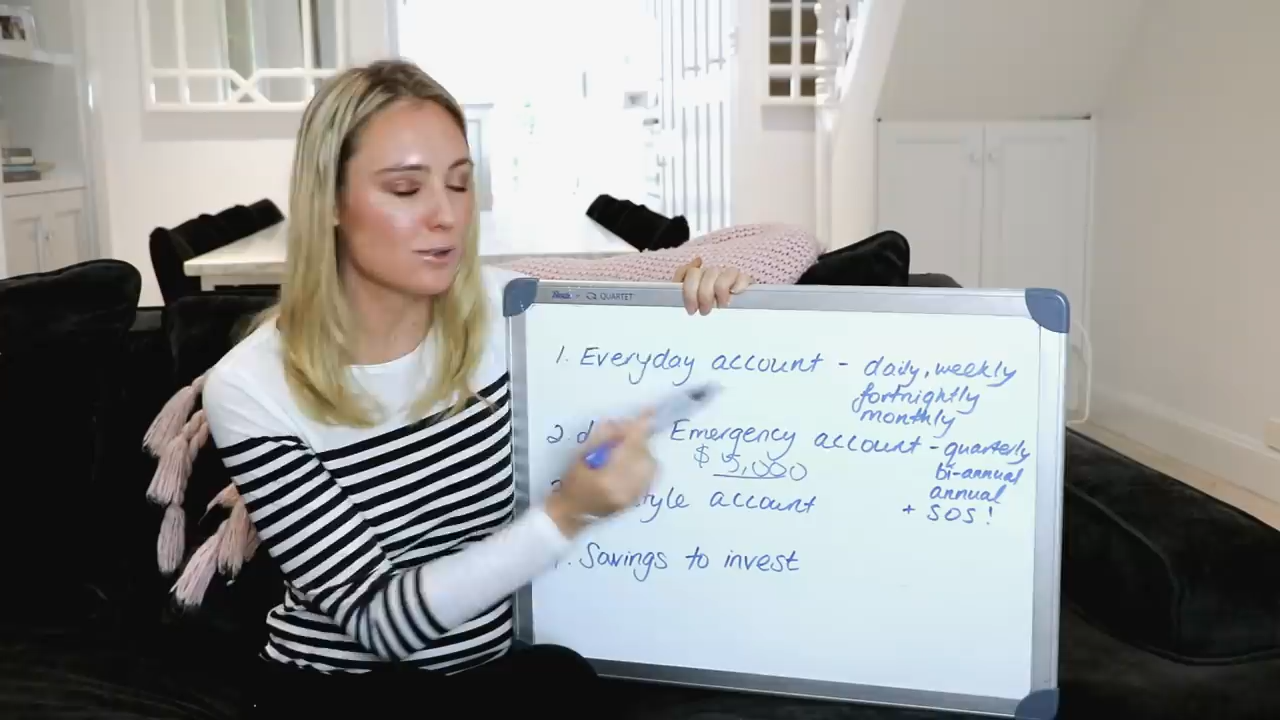 QUARTET
1. Everyday account - daily, weekly
fortnightly
monthly
2. Emergency account - quarterly
$ 5,000 bi-annual
annual
account + SOS!
Savings to invest